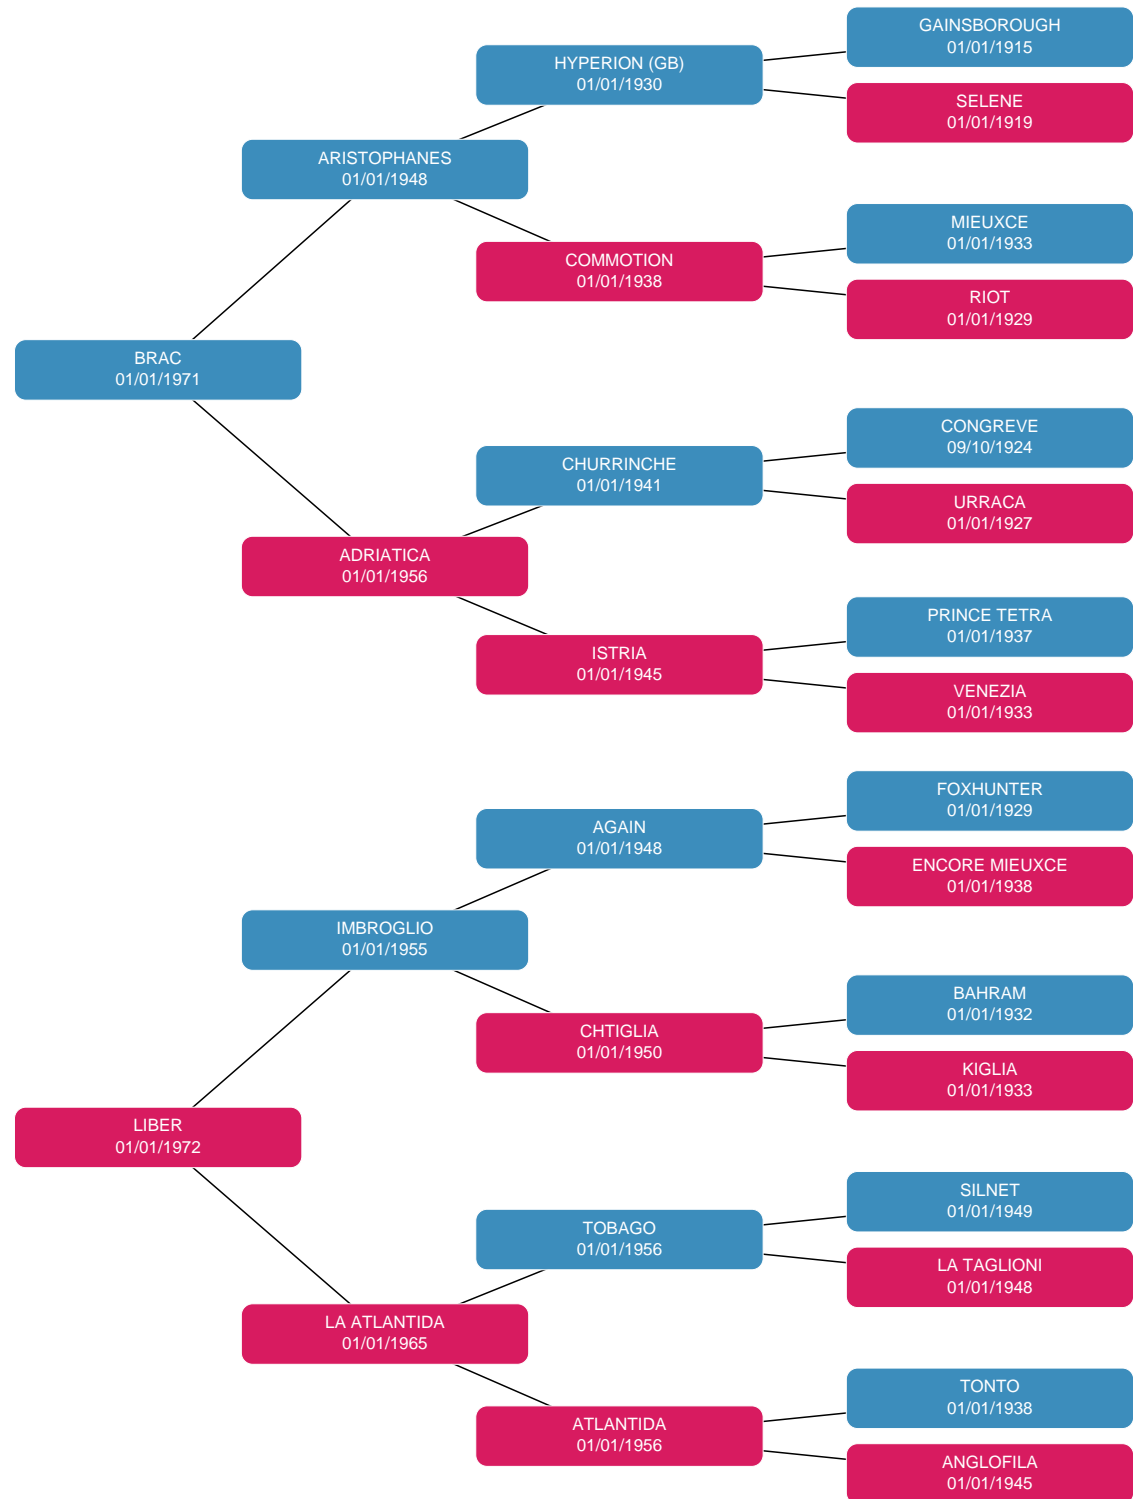 GAINSBOROUGH
01/01/1915
HYPERION (GB)
01/01/1930
SELENE
01/01/1919
ARISTOPHANES
01/01/1948
MIEUXCE
01/01/1933
COMMOTION
01/01/1938
RIOT
01/01/1929
BRAC
01/01/1971
CONGREVE
09/10/1924
CHURRINCHE
01/01/1941
URRACA
01/01/1927
ADRIATICA
01/01/1956
PRINCE TETRA
01/01/1937
ISTRIA
01/01/1945
VENEZIA
01/01/1933
FOXHUNTER
01/01/1929
AGAIN
01/01/1948
ENCORE MIEUXCE
01/01/1938
IMBROGLIO
01/01/1955
BAHRAM
01/01/1932
CHTIGLIA
01/01/1950
KIGLIA
01/01/1933
LIBER
01/01/1972
SILNET
01/01/1949
TOBAGO
01/01/1956
LA TAGLIONI
01/01/1948
LA ATLANTIDA
01/01/1965
TONTO
01/01/1938
ATLANTIDA
01/01/1956
ANGLOFILA
01/01/1945